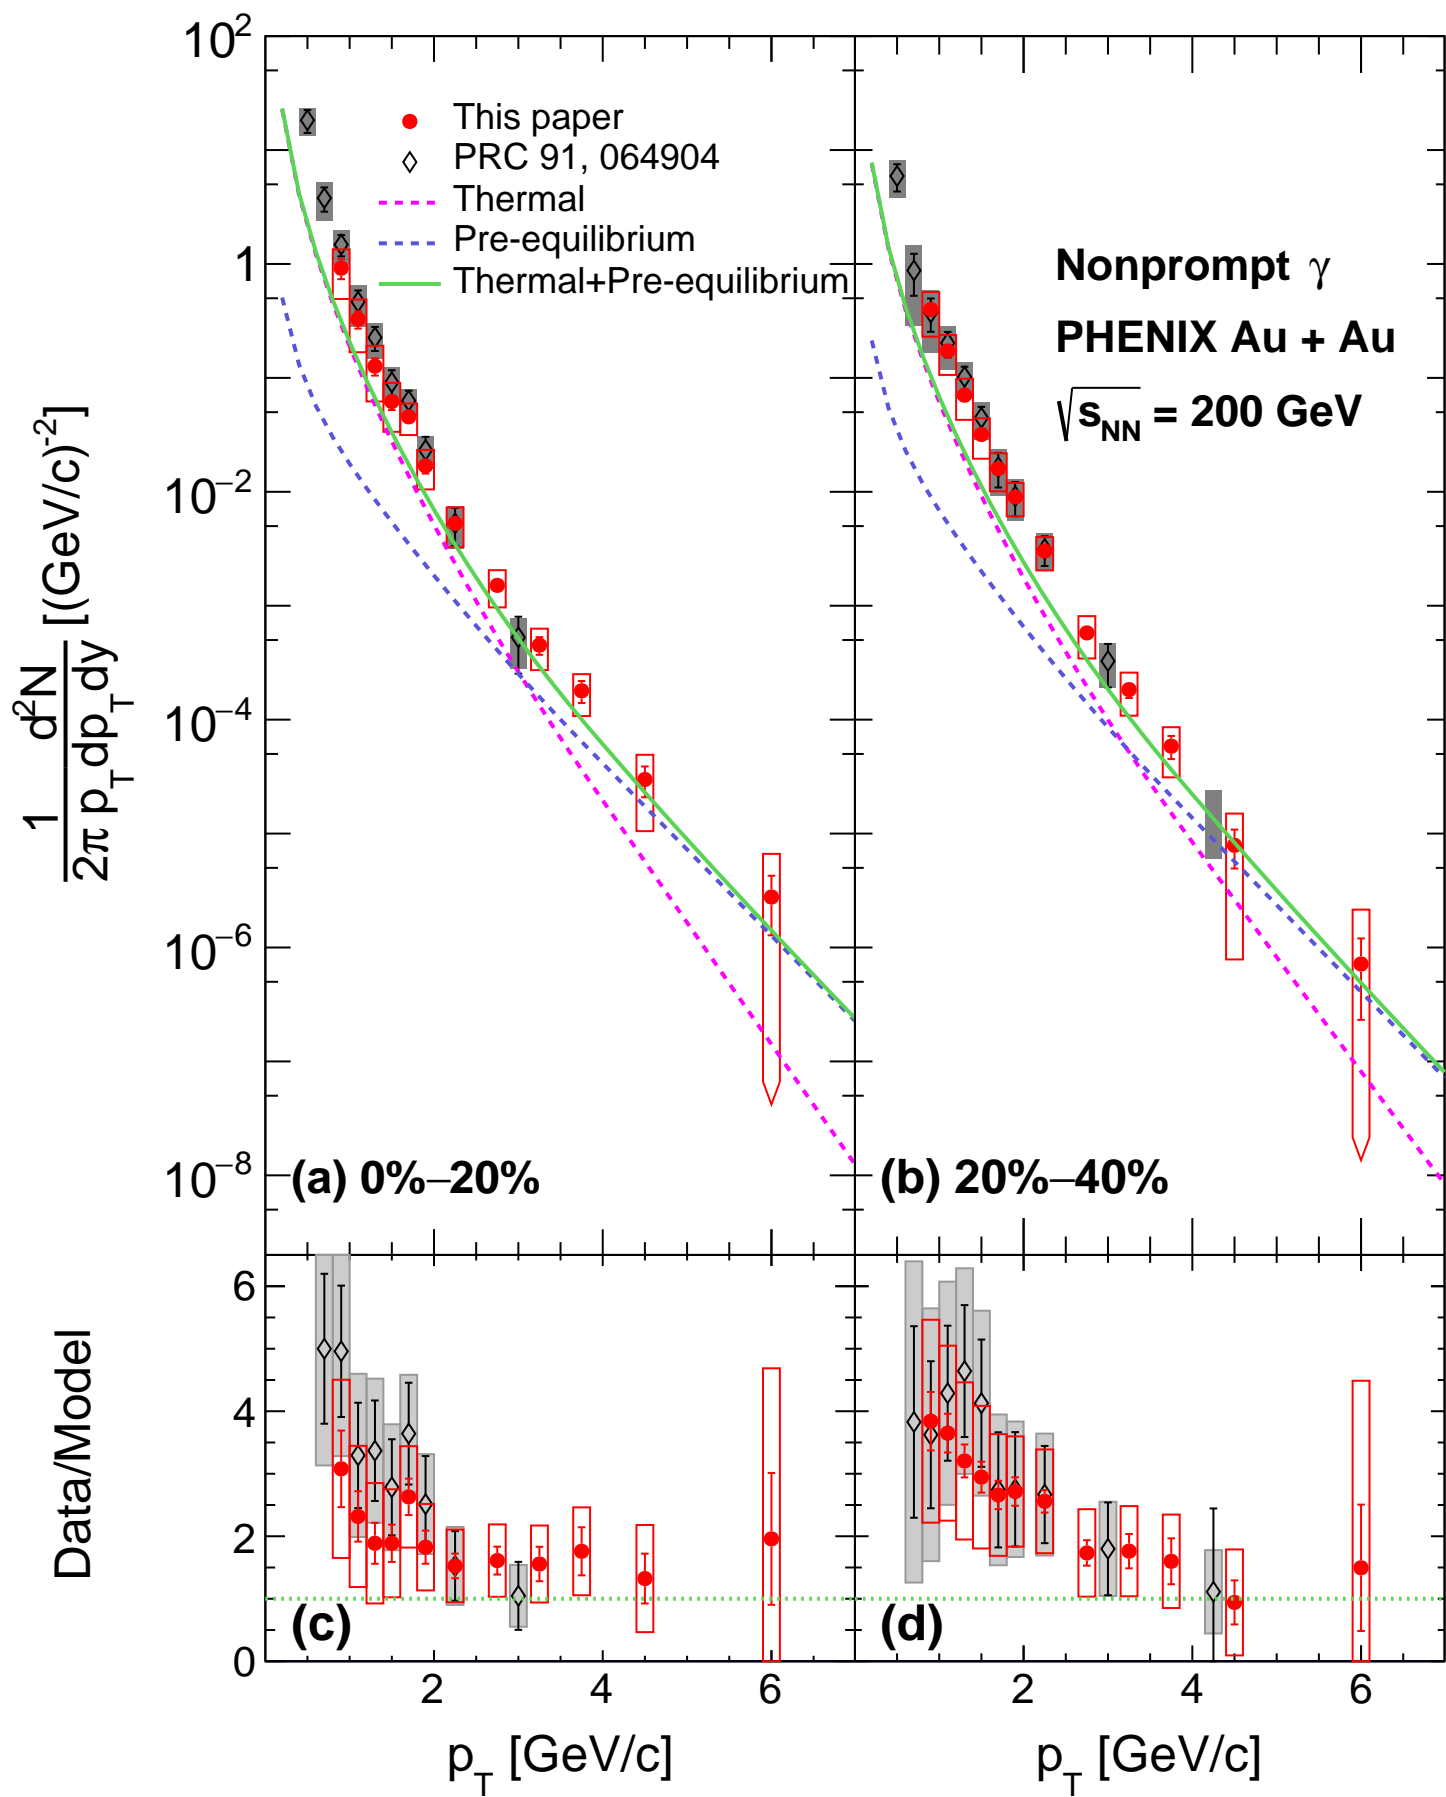 10²
1
10⁻²
10⁻⁴
10⁻⁶
10⁻⁸
1/(2π p_T) d²N/(dp_T dy) [(GeV/c)⁻²]
This paper
PRC 91, 064904
Thermal
Pre-equilibrium
Thermal+Pre-equilibrium
(a) 0%–20%
Nonprompt γ
PHENIX Au + Au
√s_NN = 200 GeV
(b) 20%–40%
Data/Model
6
4
2
0
(c)
(d)
2 4 6
2 4 6
p_T [GeV/c]
p_T [GeV/c]